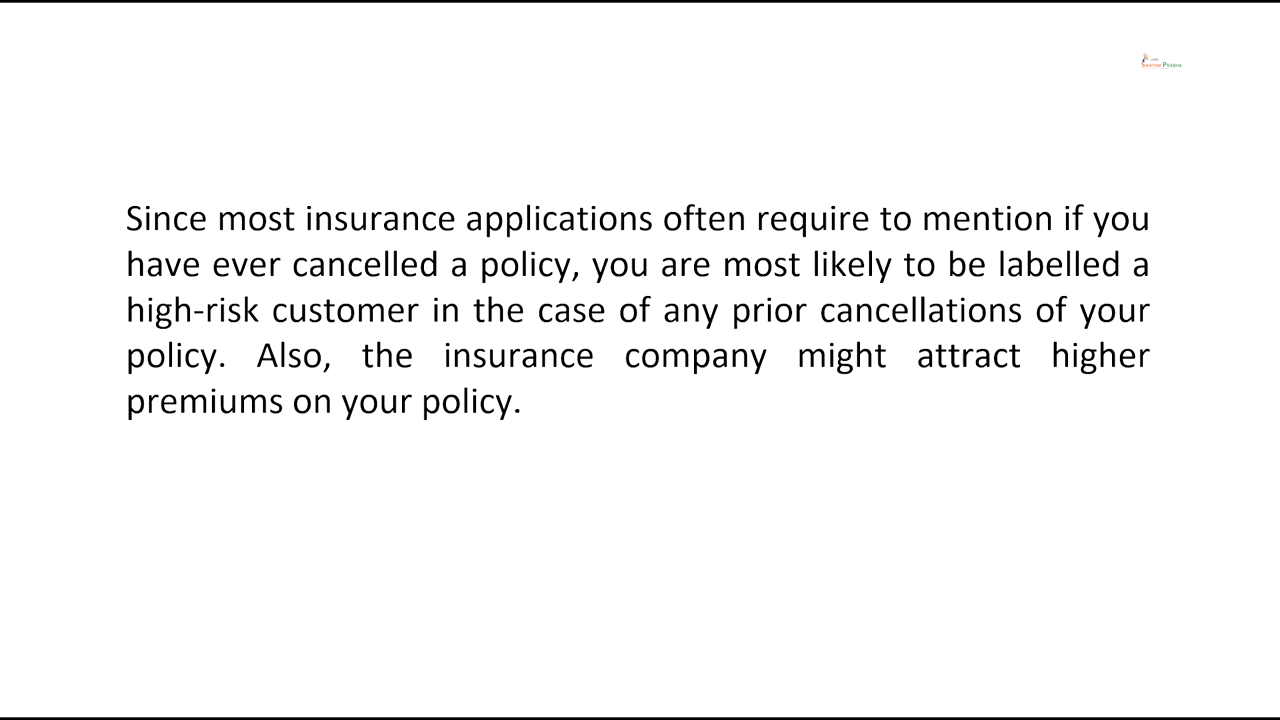 Swayam Prabha
Since most insurance applications often require to mention if you
have ever cancelled a policy, you are most likely to be labelled a
high-risk customer in the case of any prior cancellations of your
policy. Also, the insurance company might attract higher
premiums on your policy.